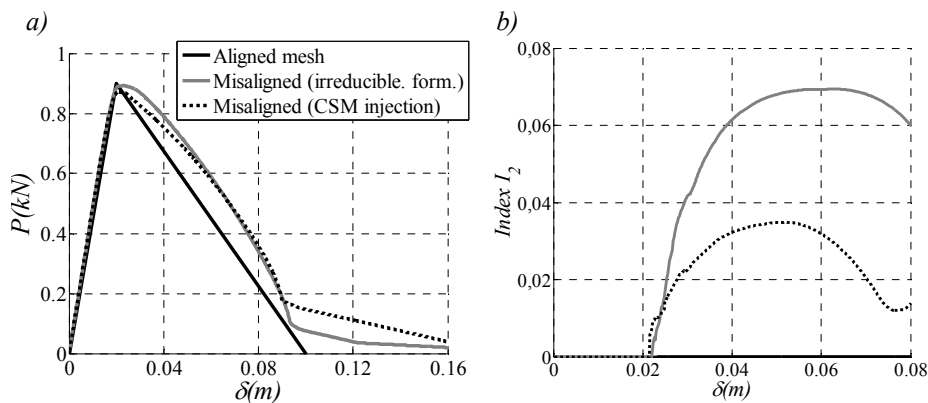 a)
1
0.8
0.6
0.4
0.2
0
P(kN)
Aligned mesh
Misaligned (irreducible. form.)
Misaligned (CSM injection)
0 0.04 0.08 0.12 0.16
δ(m)
b)
0,08
0,06
0,04
0,02
0
Index I2
0 0.02 0.04 0.06 0.08
δ(m)